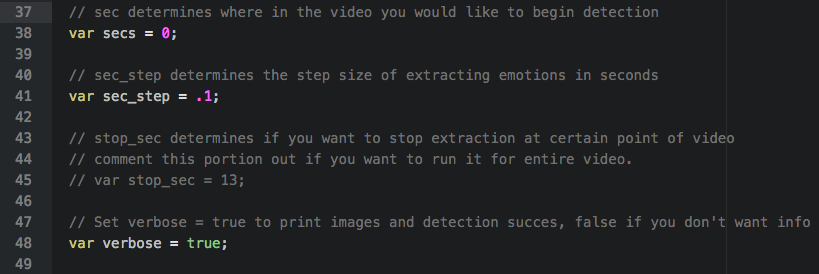 37 // sec determines where in the video you would like to begin detection
38 var secs = 0;
39
40 // sec_step determines the step size of extracting emotions in seconds
41 var sec_step = .1;
42
43 // stop_sec determines if you want to stop extraction at certain point of video
44 // comment this portion out if you want to run it for entire video.
45 // var stop_sec = 13;
46
47 // Set verbose = true to print images and detection succes, false if you don't want info
48 var verbose = true;
49